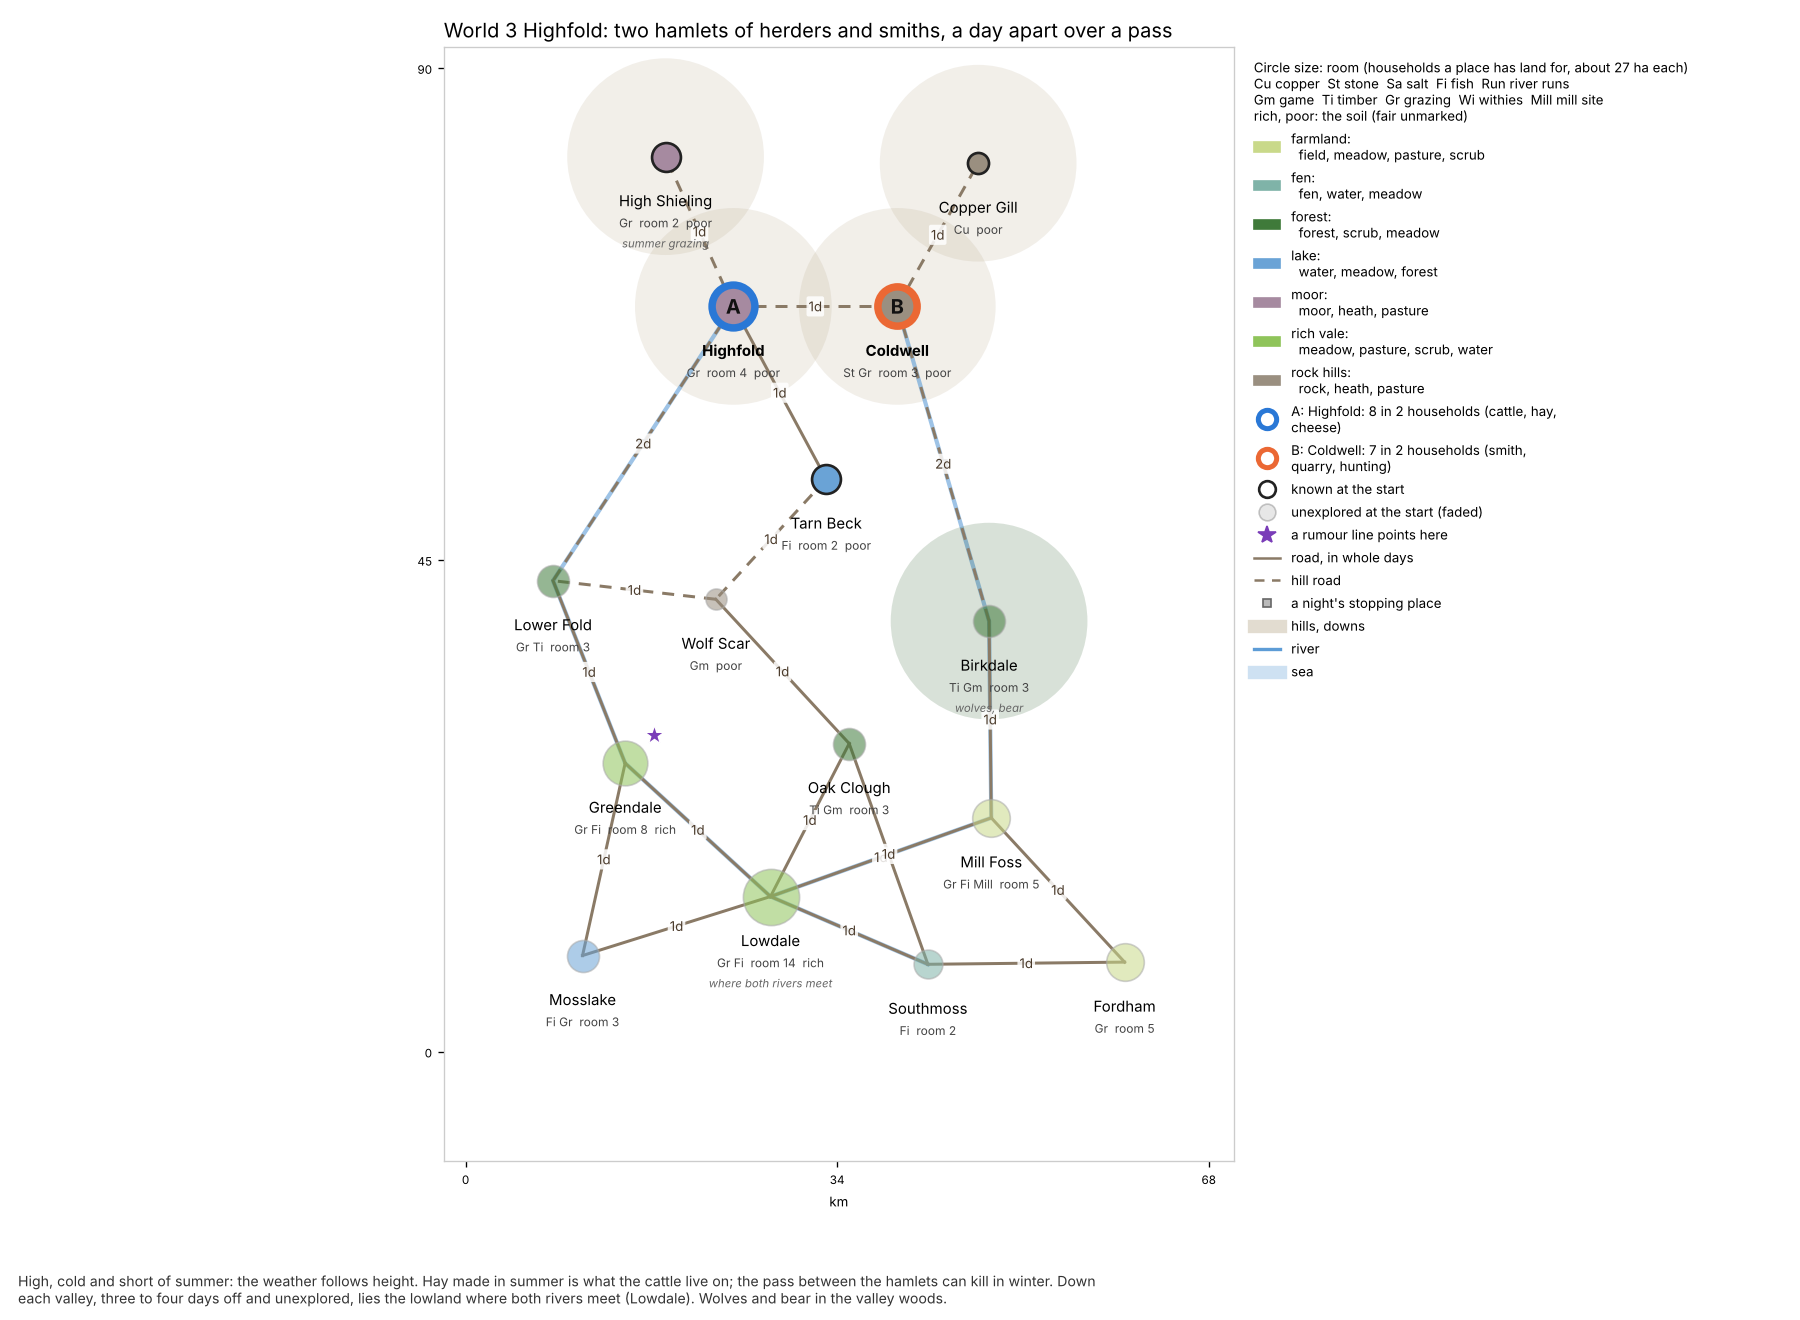 World 3 Highfold: two hamlets of herders and smiths, a day apart over a pass
90
45
0
0
34
68
km
High Shieling
Gr room 2 poor
summer grazing
1d
Copper Gill
Cu poor
1d
A
1d
B
Highfold
Gr room 4 poor
Coldwell
St Gr room 3 poor
1d
2d
2d
Tarn Beck
Fi room 2 poor
1d
1d
Lower Fold
Gr Ti room 3
Wolf Scar
Gm poor
Birkdale
Ti Gm room 3
wolves, bear
1d
1d
1d
Greendale
Gr Fi room 8 rich
Oak Clough
Ti Gm room 3
1d
1d
1d
1d
1d
Mill Foss
Gr Fi Mill room 5
1d
1d
1d
Lowdale
Gr Fi room 14 rich
where both rivers meet
1d
Mosslake
Fi Gr room 3
Southmoss
Fi room 2
Fordham
Gr room 5
Circle size: room (households a place has land for, about 27 ha each)
Cu copper St stone Sa salt Fi fish Run river runs
Gm game Ti timber Gr grazing Wi withies Mill mill site
rich, poor: the soil (fair unmarked)
farmland:
field, meadow, pasture, scrub
fen:
fen, water, meadow
forest:
forest, scrub, meadow
lake:
water, meadow, forest
moor:
moor, heath, pasture
rich vale:
meadow, pasture, scrub, water
rock hills:
rock, heath, pasture
A: Highfold: 8 in 2 households (cattle, hay,
cheese)
B: Coldwell: 7 in 2 households (smith,
quarry, hunting)
known at the start
unexplored at the start (faded)
a rumour line points here
road, in whole days
hill road
a night's stopping place
hills, downs
river
sea
High, cold and short of summer: the weather follows height. Hay made in summer is what the cattle live on; the pass between the hamlets can kill in winter. Down
each valley, three to four days off and unexplored, lies the lowland where both rivers meet (Lowdale). Wolves and bear in the valley woods.